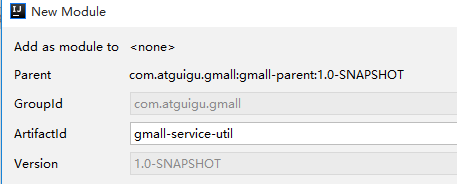 New Module
Add as module to <none>
Parent com.atguigu.gmall:gmall-parent:1.0-SNAPSHOT
GroupId com.atguigu.gmall
ArtifactId gmall-service-util
Version 1.0-SNAPSHOT